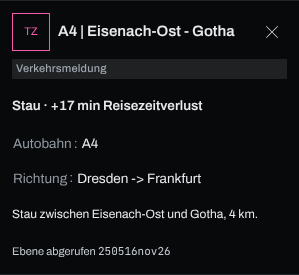 TZ
A4 | Eisenach-Ost - Gotha
Verkehrsmeldung
Stau · +17 min Reisezeitverlust
Autobahn: A4
Richtung: Dresden -> Frankfurt
Stau zwischen Eisenach-Ost und Gotha, 4 km.
Ebene abgerufen 250516nov26